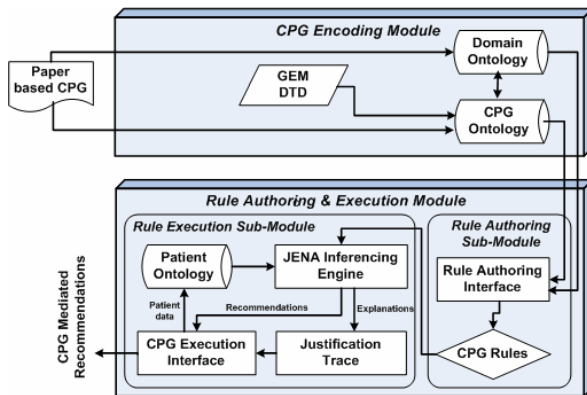 CPG Encoding Module
Paper
based CPG
GEM
DTD
Domain
Ontology
CPG
Ontology
Rule Authoring & Execution Module
Rule Execution Sub-Module
Rule Authoring
Sub-Module
Patient
Ontology
JENA Inferencing
Engine
Rule Authoring
Interface
Patient
data
Recommendations
Explanations
CPG Execution
Interface
Justification
Trace
CPG Rules
CPG Mediated
Recommendations